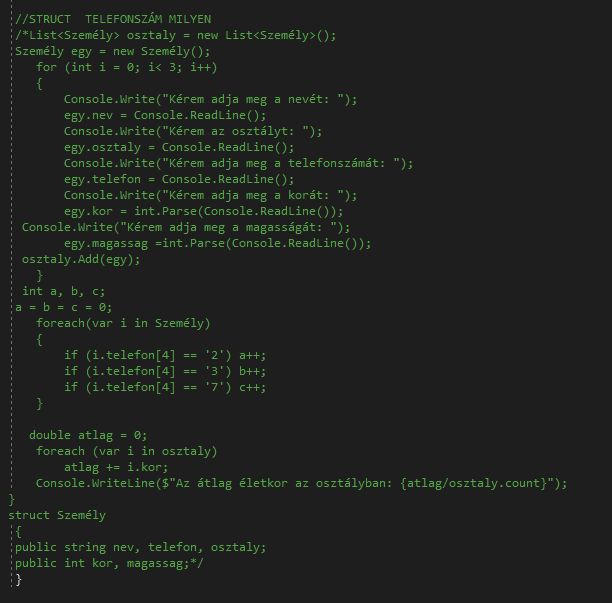 //STRUCT  TELEFONSZÁM MILYEN
/*List<Személy> osztaly = new List<Személy>();
Személy egy = new Személy();
for (int i = 0; i< 3; i++)
{
Console.Write("Kérem adja meg a nevét: ");
egy.nev = Console.ReadLine();
Console.Write("Kérem az osztályt: ");
egy.osztaly = Console.ReadLine();
Console.Write("Kérem adja meg a telefonszámát: ");
egy.telefon = Console.ReadLine();
Console.Write("Kérem adja meg a korát: ");
egy.kor = int.Parse(Console.ReadLine());
Console.Write("Kérem adja meg a magasságát: ");
egy.magassag =int.Parse(Console.ReadLine());
osztaly.Add(egy);
}
int a, b, c;
a = b = c = 0;
foreach(var i in Személy)
{
if (i.telefon[4] == '2') a++;
if (i.telefon[4] == '3') b++;
if (i.telefon[4] == '7') c++;
}
double atlag = 0;
foreach (var i in osztaly)
atlag += i.kor;
Console.WriteLine($"Az átlag életkor az osztályban: {atlag/osztaly.count}");
}
struct Személy
{
public string nev, telefon, osztaly;
public int kor, magassag;*/
}